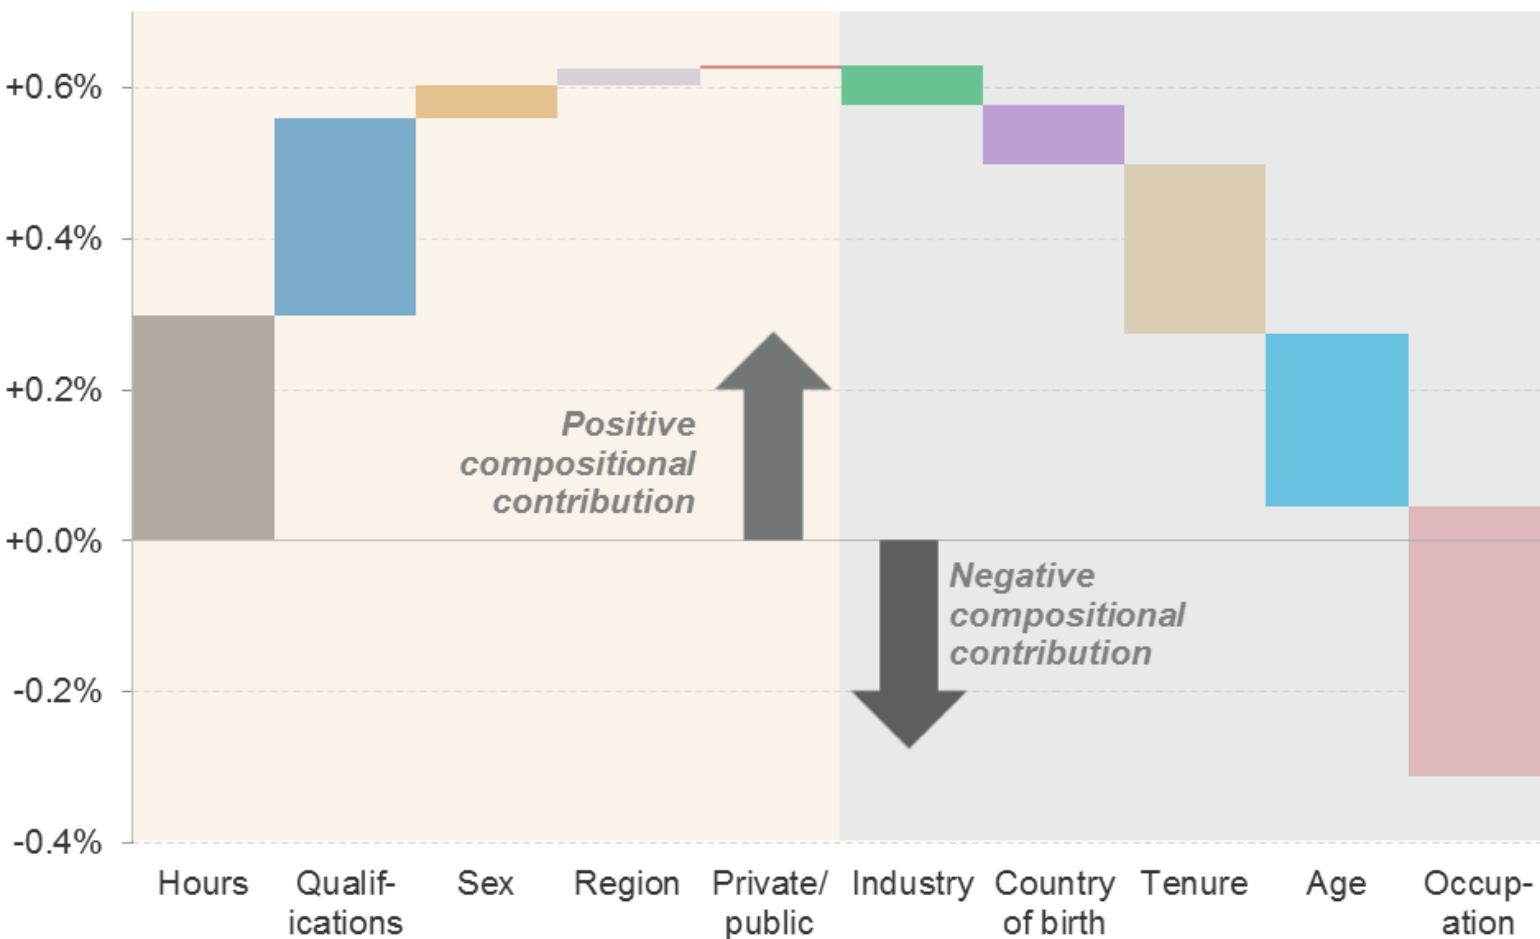 +0.6%
+0.4%
+0.2%
+0.0%
-0.2%
-0.4%
Positive
compositional
contribution
Negative
compositional
contribution
Hours
Qualif-
ications
Sex
Region
Private/
public
Industry
Country
of birth
Tenure
Age
Occup-
ation